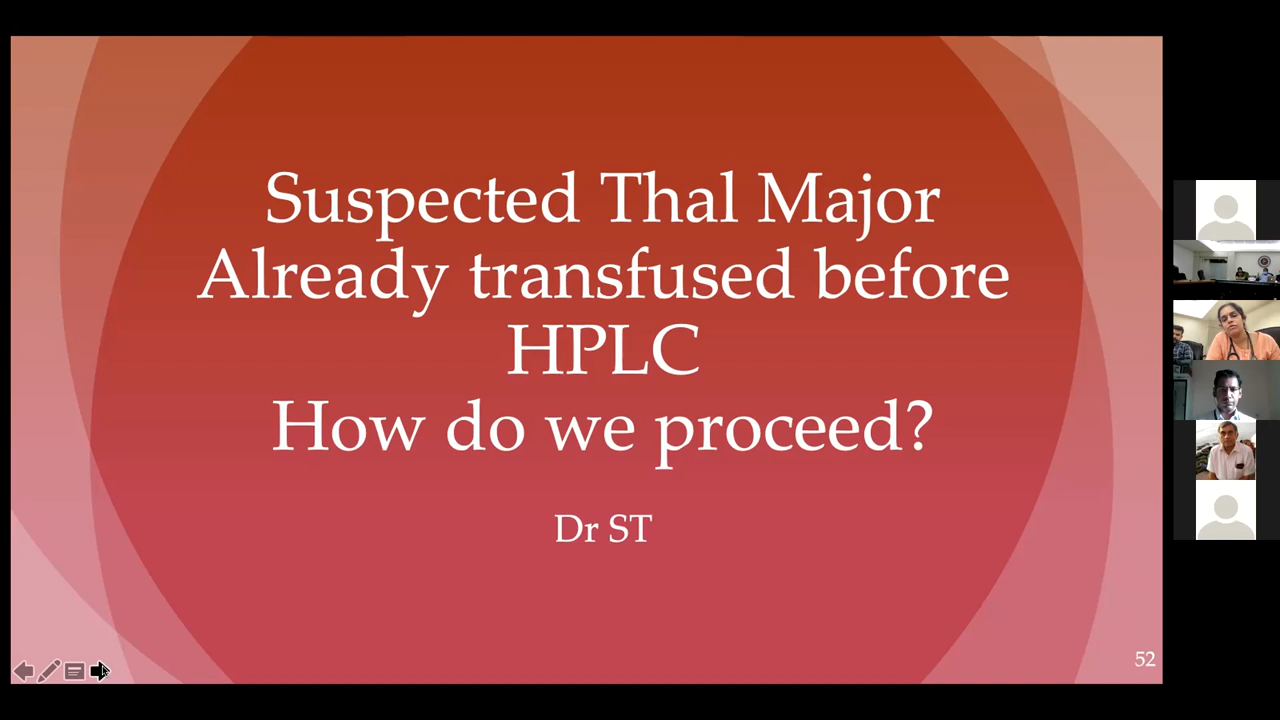 Suspected Thal Major
Already transfused before
HPLC
How do we proceed?
Dr ST
52